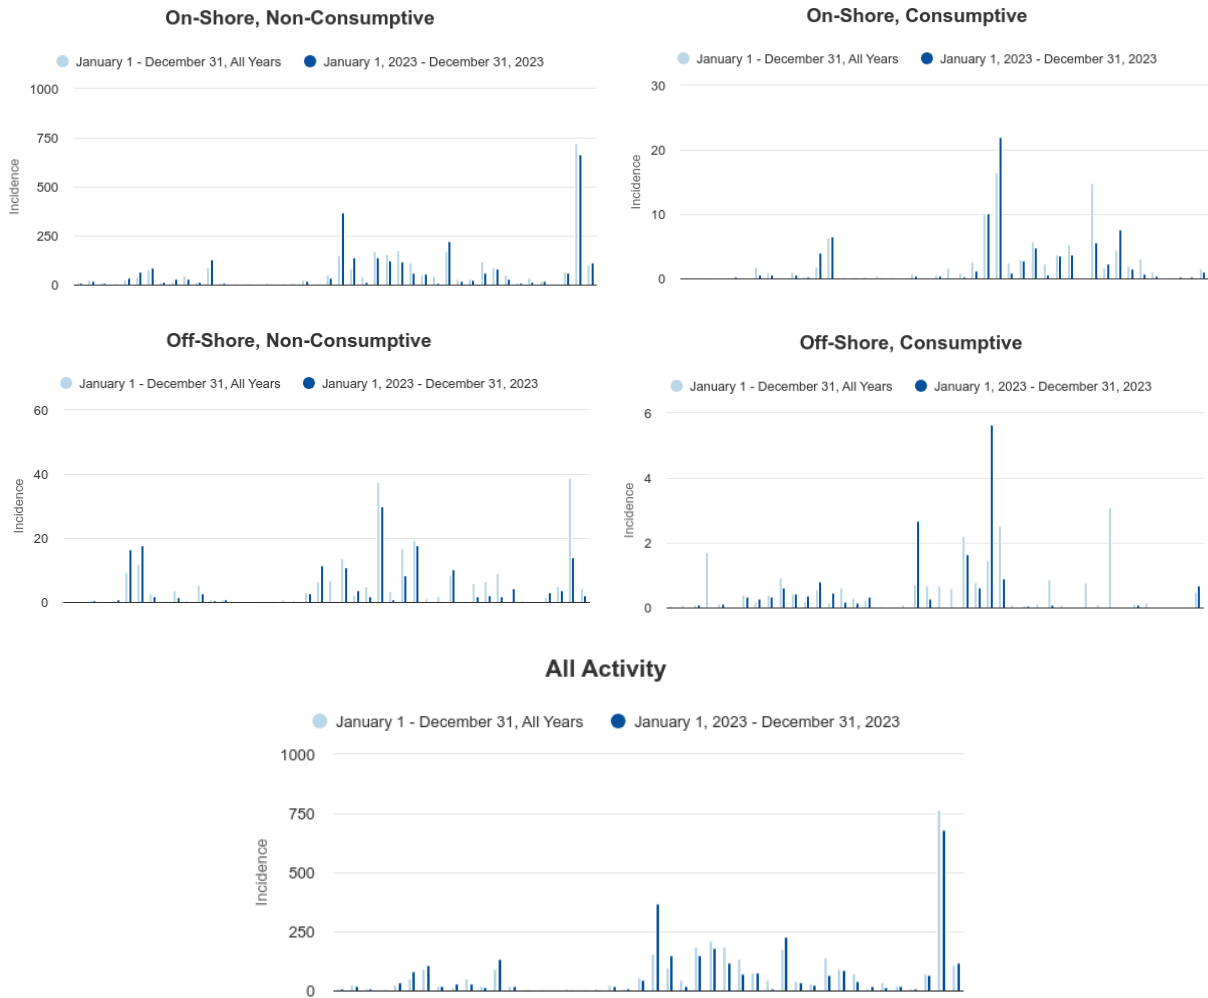 On-Shore, Non-Consumptive
January 1 - December 31, All Years
January 1, 2023 - December 31, 2023
1000
750
500
250
0
Incidence
On-Shore, Consumptive
January 1 - December 31, All Years
January 1, 2023 - December 31, 2023
30
20
10
0
Incidence
Off-Shore, Non-Consumptive
January 1 - December 31, All Years
January 1, 2023 - December 31, 2023
60
40
20
0
Incidence
Off-Shore, Consumptive
January 1 - December 31, All Years
January 1, 2023 - December 31, 2023
6
4
2
0
Incidence
All Activity
January 1 - December 31, All Years
January 1, 2023 - December 31, 2023
1000
750
500
250
0
Incidence